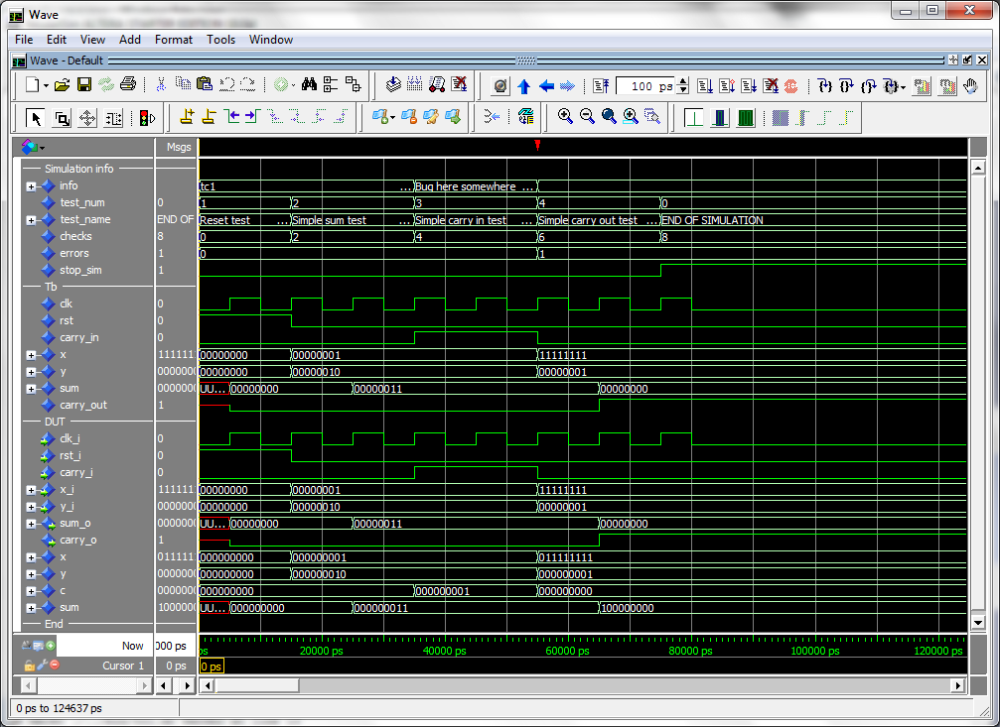 Wave
File Edit View Add Format Tools Window
Wave - Default
100 ps
Msgs
Simulation info
info tc1 ... Bug here somewhere ...
test_num 0 1 2 3 4 0
test_name END OF Reset test ... Simple sum test ... Simple carry in test ... Simple carry out test ... END OF SIMULATION
checks 8 0 2 4 6 8
errors 1 0 1
stop_sim 1
Tb
clk 0
rst 0
carry_in 0
x 111111 00000000 00000001 11111111
y 0000000 00000000 00000010 00000001
sum 0000000 UU... 00000000 00000011 00000000
carry_out 1
DUT
clk_i 0
rst_i 0
carry_i 0
x_i 111111 00000000 00000001 11111111
y_i 0000000 00000000 00000010 00000001
sum_o 0000000 UU... 00000000 00000011 00000000
carry_o 1
x 011111 000000000 000000001 011111111
y 0000000 000000000 000000010 000000001
c 0000000 000000000 000000001 000000000
sum 1000000 UU... 000000000 000000011 100000000
End
Now 000 ps ps 20000 ps 40000 ps 60000 ps 80000 ps 100000 ps 120000 ps
Cursor 1 0 ps 0 ps
0 ps to 124637 ps